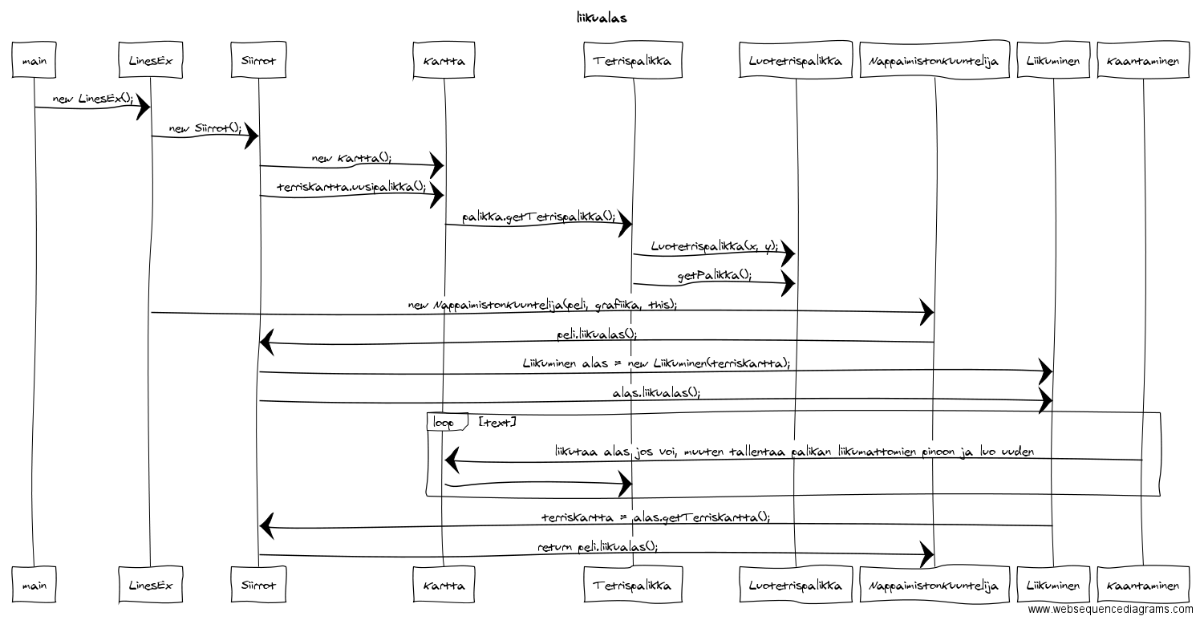 liikualas
main LinesEx Siirrot Kartta Tetrispalikka Luotetrispalikka Nappaimistonkuuntelija Liikuminen Kaantaminen
new LinesEx();
new Siirrot();
new Kartta();
terrisKartta.uusipalikka();
palikka.getTetrispalikka();
Luotetrispalikka(x, y);
getPalikka();
new Nappaimistonkuuntelija(peli, grafiika, this);
peli.liikualas();
Liikuminen alas = new Liikuminen(terrisKartta);
alas.liikualas();
loop [text]
liikutaa alas jos voi, muuten tallentaa palikan liikumattomien pinoon ja luo uuden
terrisKartta = alas.getTerrisKartta();
return peli.liikualas();
main LinesEx Siirrot Kartta Tetrispalikka Luotetrispalikka Nappaimistonkuuntelija Liikuminen Kaantaminen
www.websequencediagrams.com